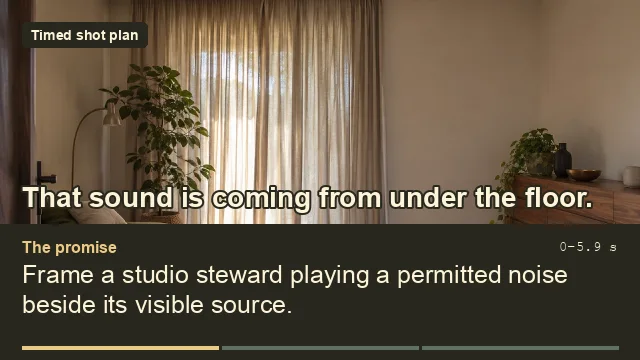 Timed shot plan
That sound is coming from under the floor.
The promise
0–5.9 s
Frame a studio steward playing a permitted noise
beside its visible source.